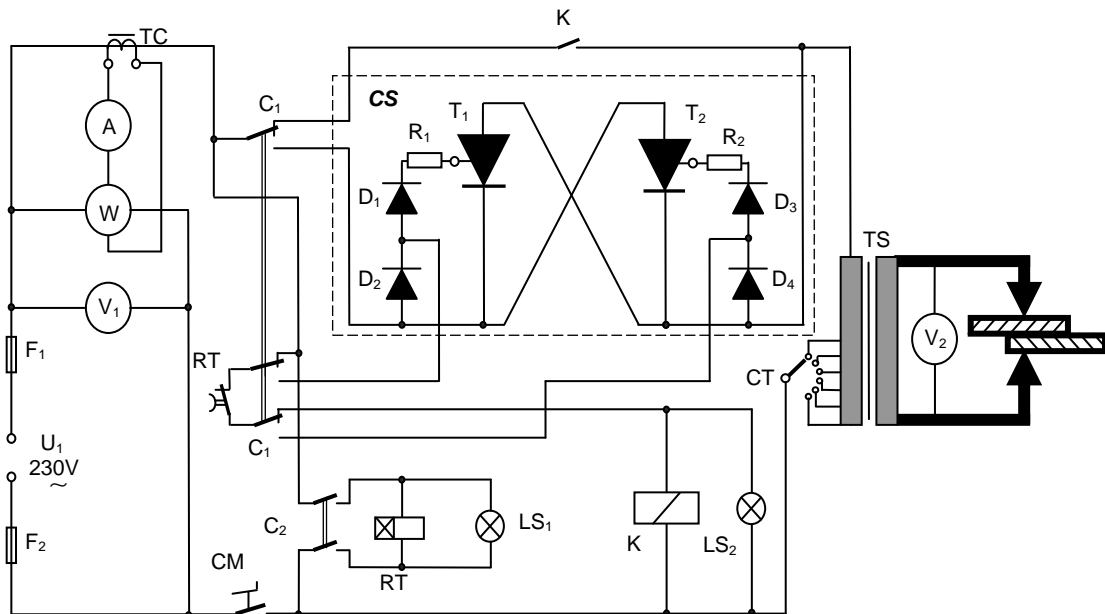 K
TC
CS
C1
T1
T2
A
R1
R2
D1
D3
W
TS
D2
D4
V1
V2
F1
RT
CT
C1
U1
230V
~
C2
LS1
F2
CM
RT
K
LS2